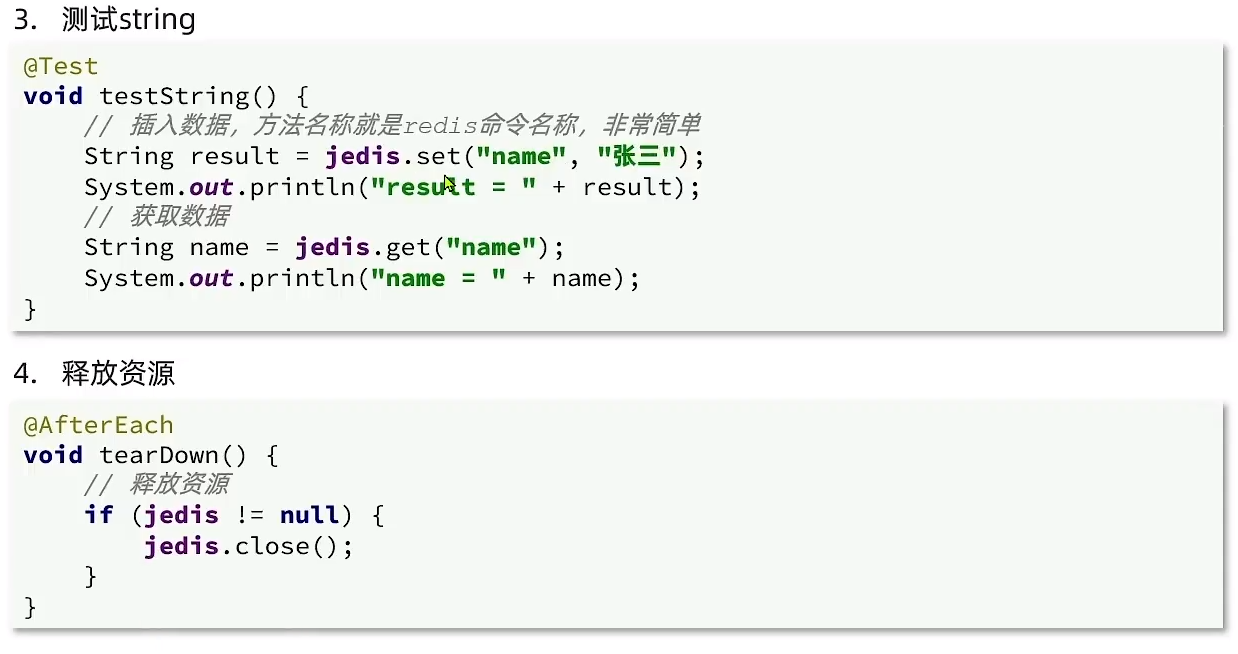 3. 测试string
@Test
void testString() {
    // 插入数据，方法名称就是redis命令名称，非常简单
    String result = jedis.set("name", "张三");
    System.out.println("result = " + result);
    // 获取数据
    String name = jedis.get("name");
    System.out.println("name = " + name);
}
4. 释放资源
@AfterEach
void tearDown() {
    // 释放资源
    if (jedis != null) {
        jedis.close();
    }
}